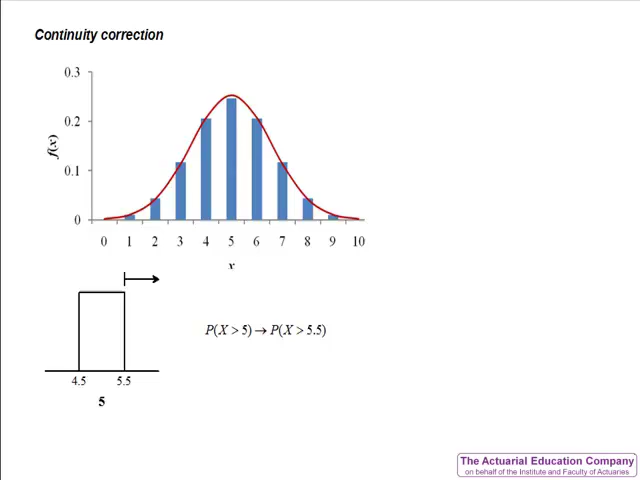 Continuity correction
0.3
0.2
0.1
0
f(x)
0 1 2 3 4 5 6 7 8 9 10
x
P(X > 5) → P(X > 5.5)
4.5 5.5
5
The Actuarial Education Company
on behalf of the Institute and Faculty of Actuaries